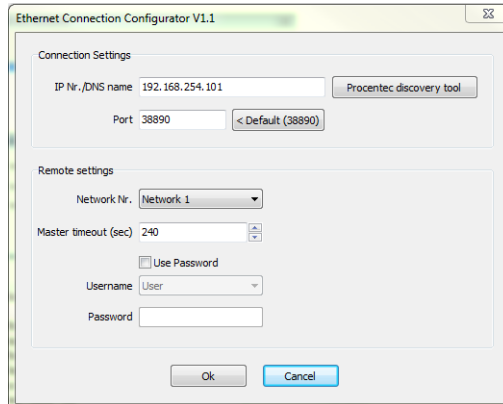 Ethernet Connection Configurator V1.1
Connection Settings
IP Nr./DNS name 192.168.254.101 Procentec discovery tool
Port 38890 < Default (38890)
Remote settings
Network Nr. Network 1
Master timeout (sec) 240
Use Password
Username User
Password
Ok Cancel